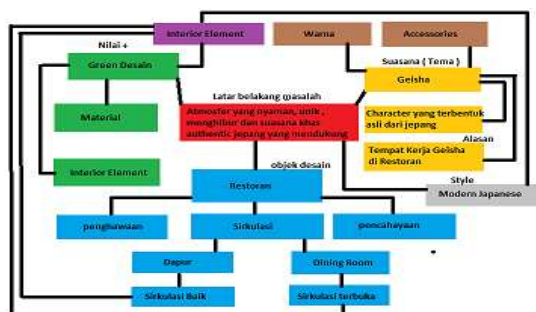 Interior Element
Warna
Accessories
Nilai +
Green Desain
Suasana ( Tema )
Geisha
Latar belakang masalah
Material
Atmosfer yang nyaman, unik ,
menghibur dan suasana khas
authentic jepang yang mendukung
Character yang terbentuk
asli dari jepang
Alasan
Tempat Kerja Geisha
di Restoran
Interior Element
objek desain
Style
Restoran
Modern Japanese
penghawaan
Sirkulasi
pencahayaan
Dapur
Dining Room
Sirkulasi Baik
Sirkulasi terbuka